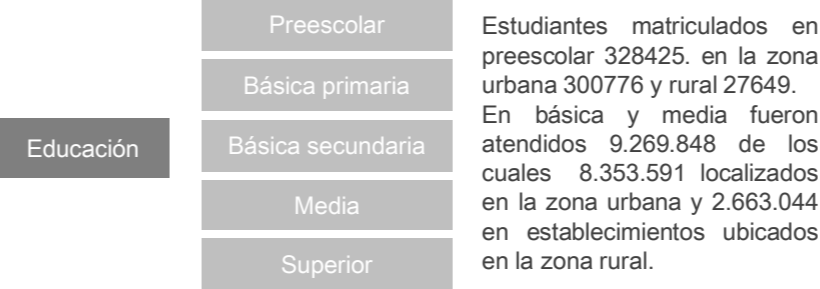 Educación
Preescolar
Básica primaria
Básica secundaria
Media
Superior
Estudiantes matriculados en
preescolar 328425. en la zona
urbana 300776 y rural 27649.
En básica y media fueron
atendidos 9.269.848 de los
cuales 8.353.591 localizados
en la zona urbana y 2.663.044
en establecimientos ubicados
en la zona rural.